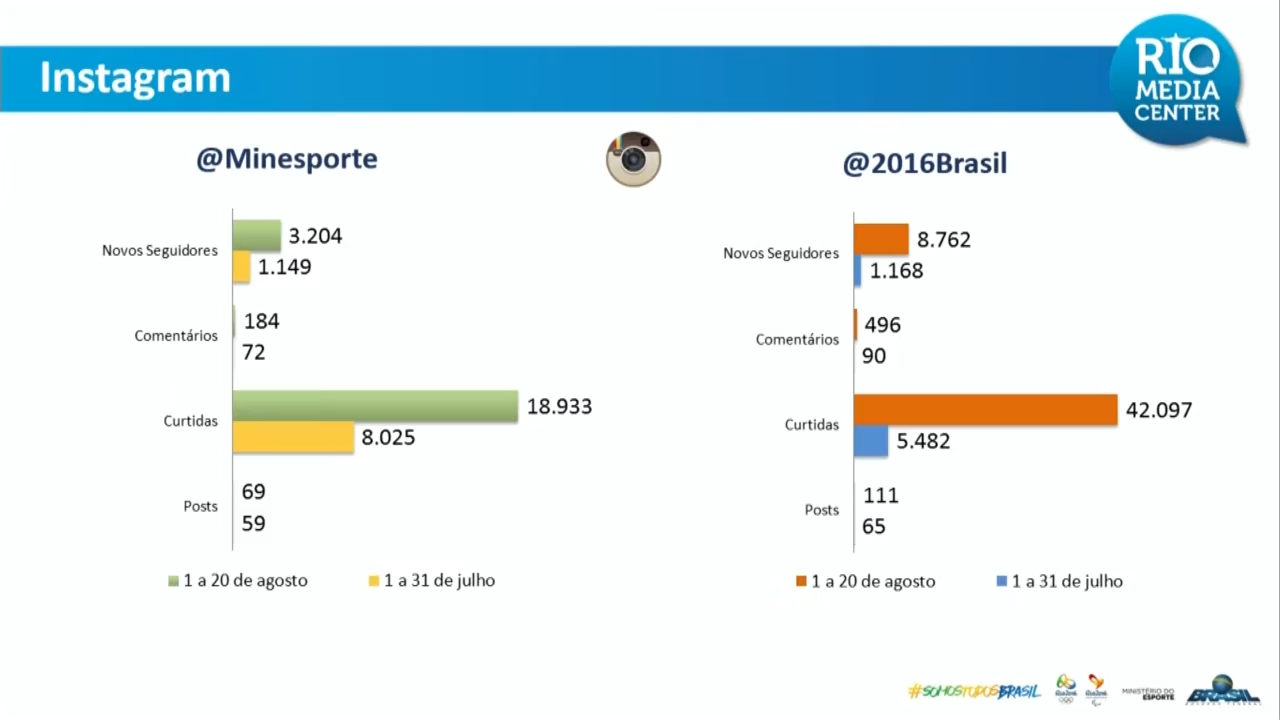 Instagram
RIO
MEDIA
CENTER
@Minesporte
Novos Seguidores
3.204
1.149
Comentários
184
72
Curtidas
18.933
8.025
Posts
69
59
1 a 20 de agosto
1 a 31 de julho
@2016Brasil
Novos Seguidores
8.762
1.168
Comentários
496
90
Curtidas
42.097
5.482
Posts
111
65
1 a 20 de agosto
1 a 31 de julho
#SOMOSTODOSBRASIL
MINISTÉRIO DO
ESPORTE
BRASIL